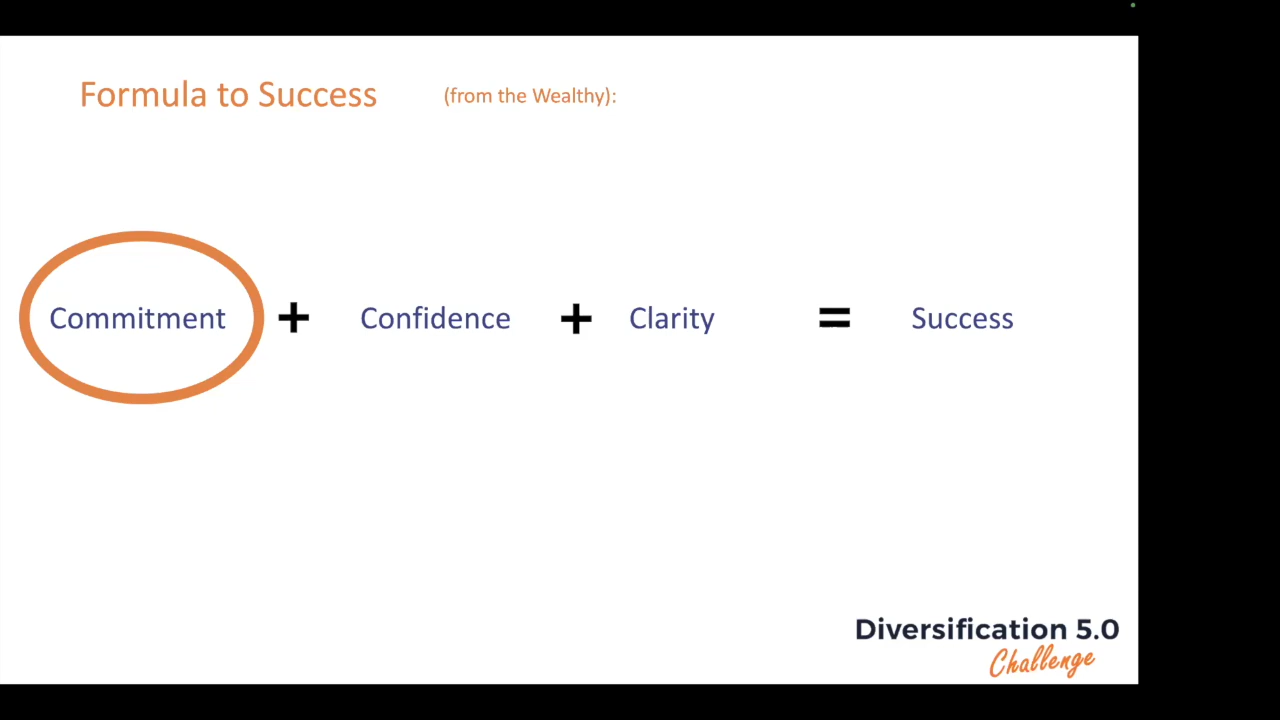 Formula to Success (from the Wealthy):
Commitment + Confidence + Clarity = Success
Diversification 5.0
Challenge